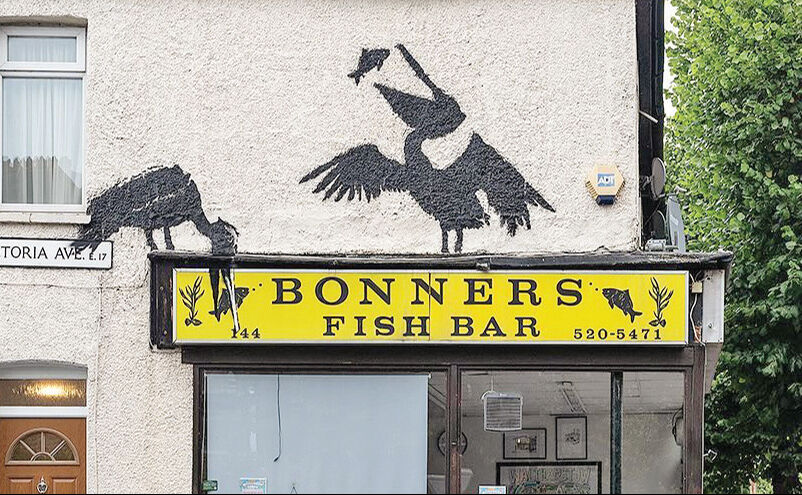 TORIA AVE. E.17
ADT
BONNERS
FISH BAR
144
520-5471